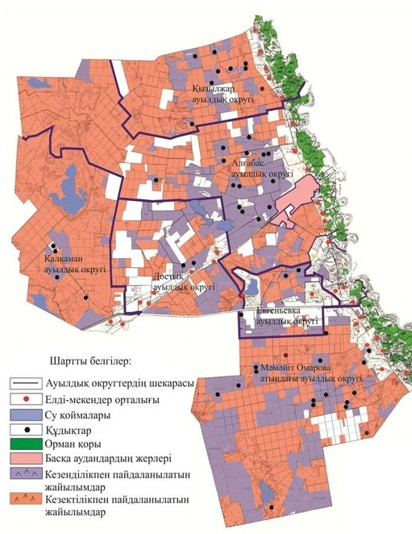 Қызылжар
ауылдық округі
Ақсу
Алғабас
ауылдық округі
Қалқаман
ауылдық округі
Достық
ауылдық округі
Евгеньевка
ауылдық округі
Мәмәйіт Омарова
атындағы ауылдық округі
Шартты белгілер:
Ауылдық округтердің шекарасы
Елді-мекендер орталығы
Су қоймалары
Құдықтар
Орман қоры
Басқа аудандардың жерлері
Кезенділікпен пайдаланылатын
жайылымдар
Кезектілікпен пайдаланылатын
жайылымдар